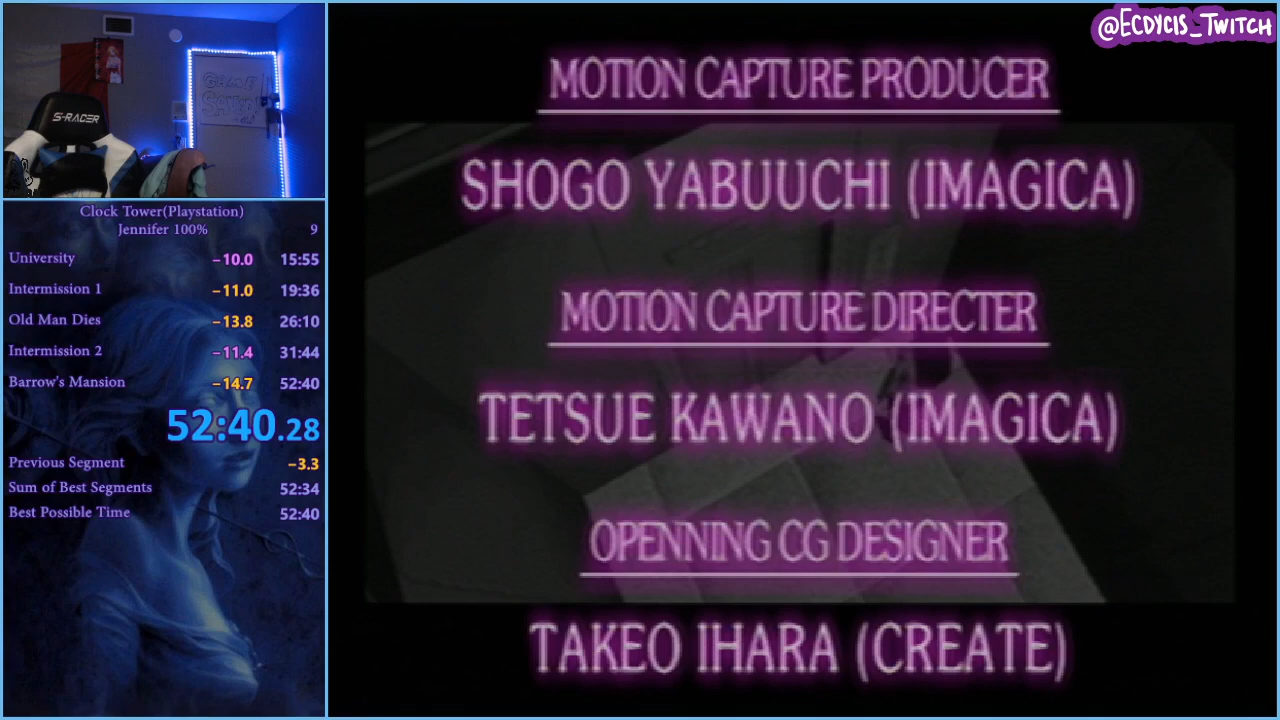 @Ecdycis_Twitch
S-RACER
Clock Tower(Playstation)
Jennifer 100%
9
University -10.0 15:55
Intermission 1 -11.0 19:36
Old Man Dies -13.8 26:10
Intermission 2 -11.4 31:44
Barrow's Mansion -14.7 52:40
52:40.28
Previous Segment -3.3
Sum of Best Segments 52:34
Best Possible Time 52:40
MOTION CAPTURE PRODUCER
SHOGO YABUUCHI (IMAGICA)
MOTION CAPTURE DIRECTER
TETSUE KAWANO (IMAGICA)
OPENNING CG DESIGNER
TAKEO IHARA (CREATE)